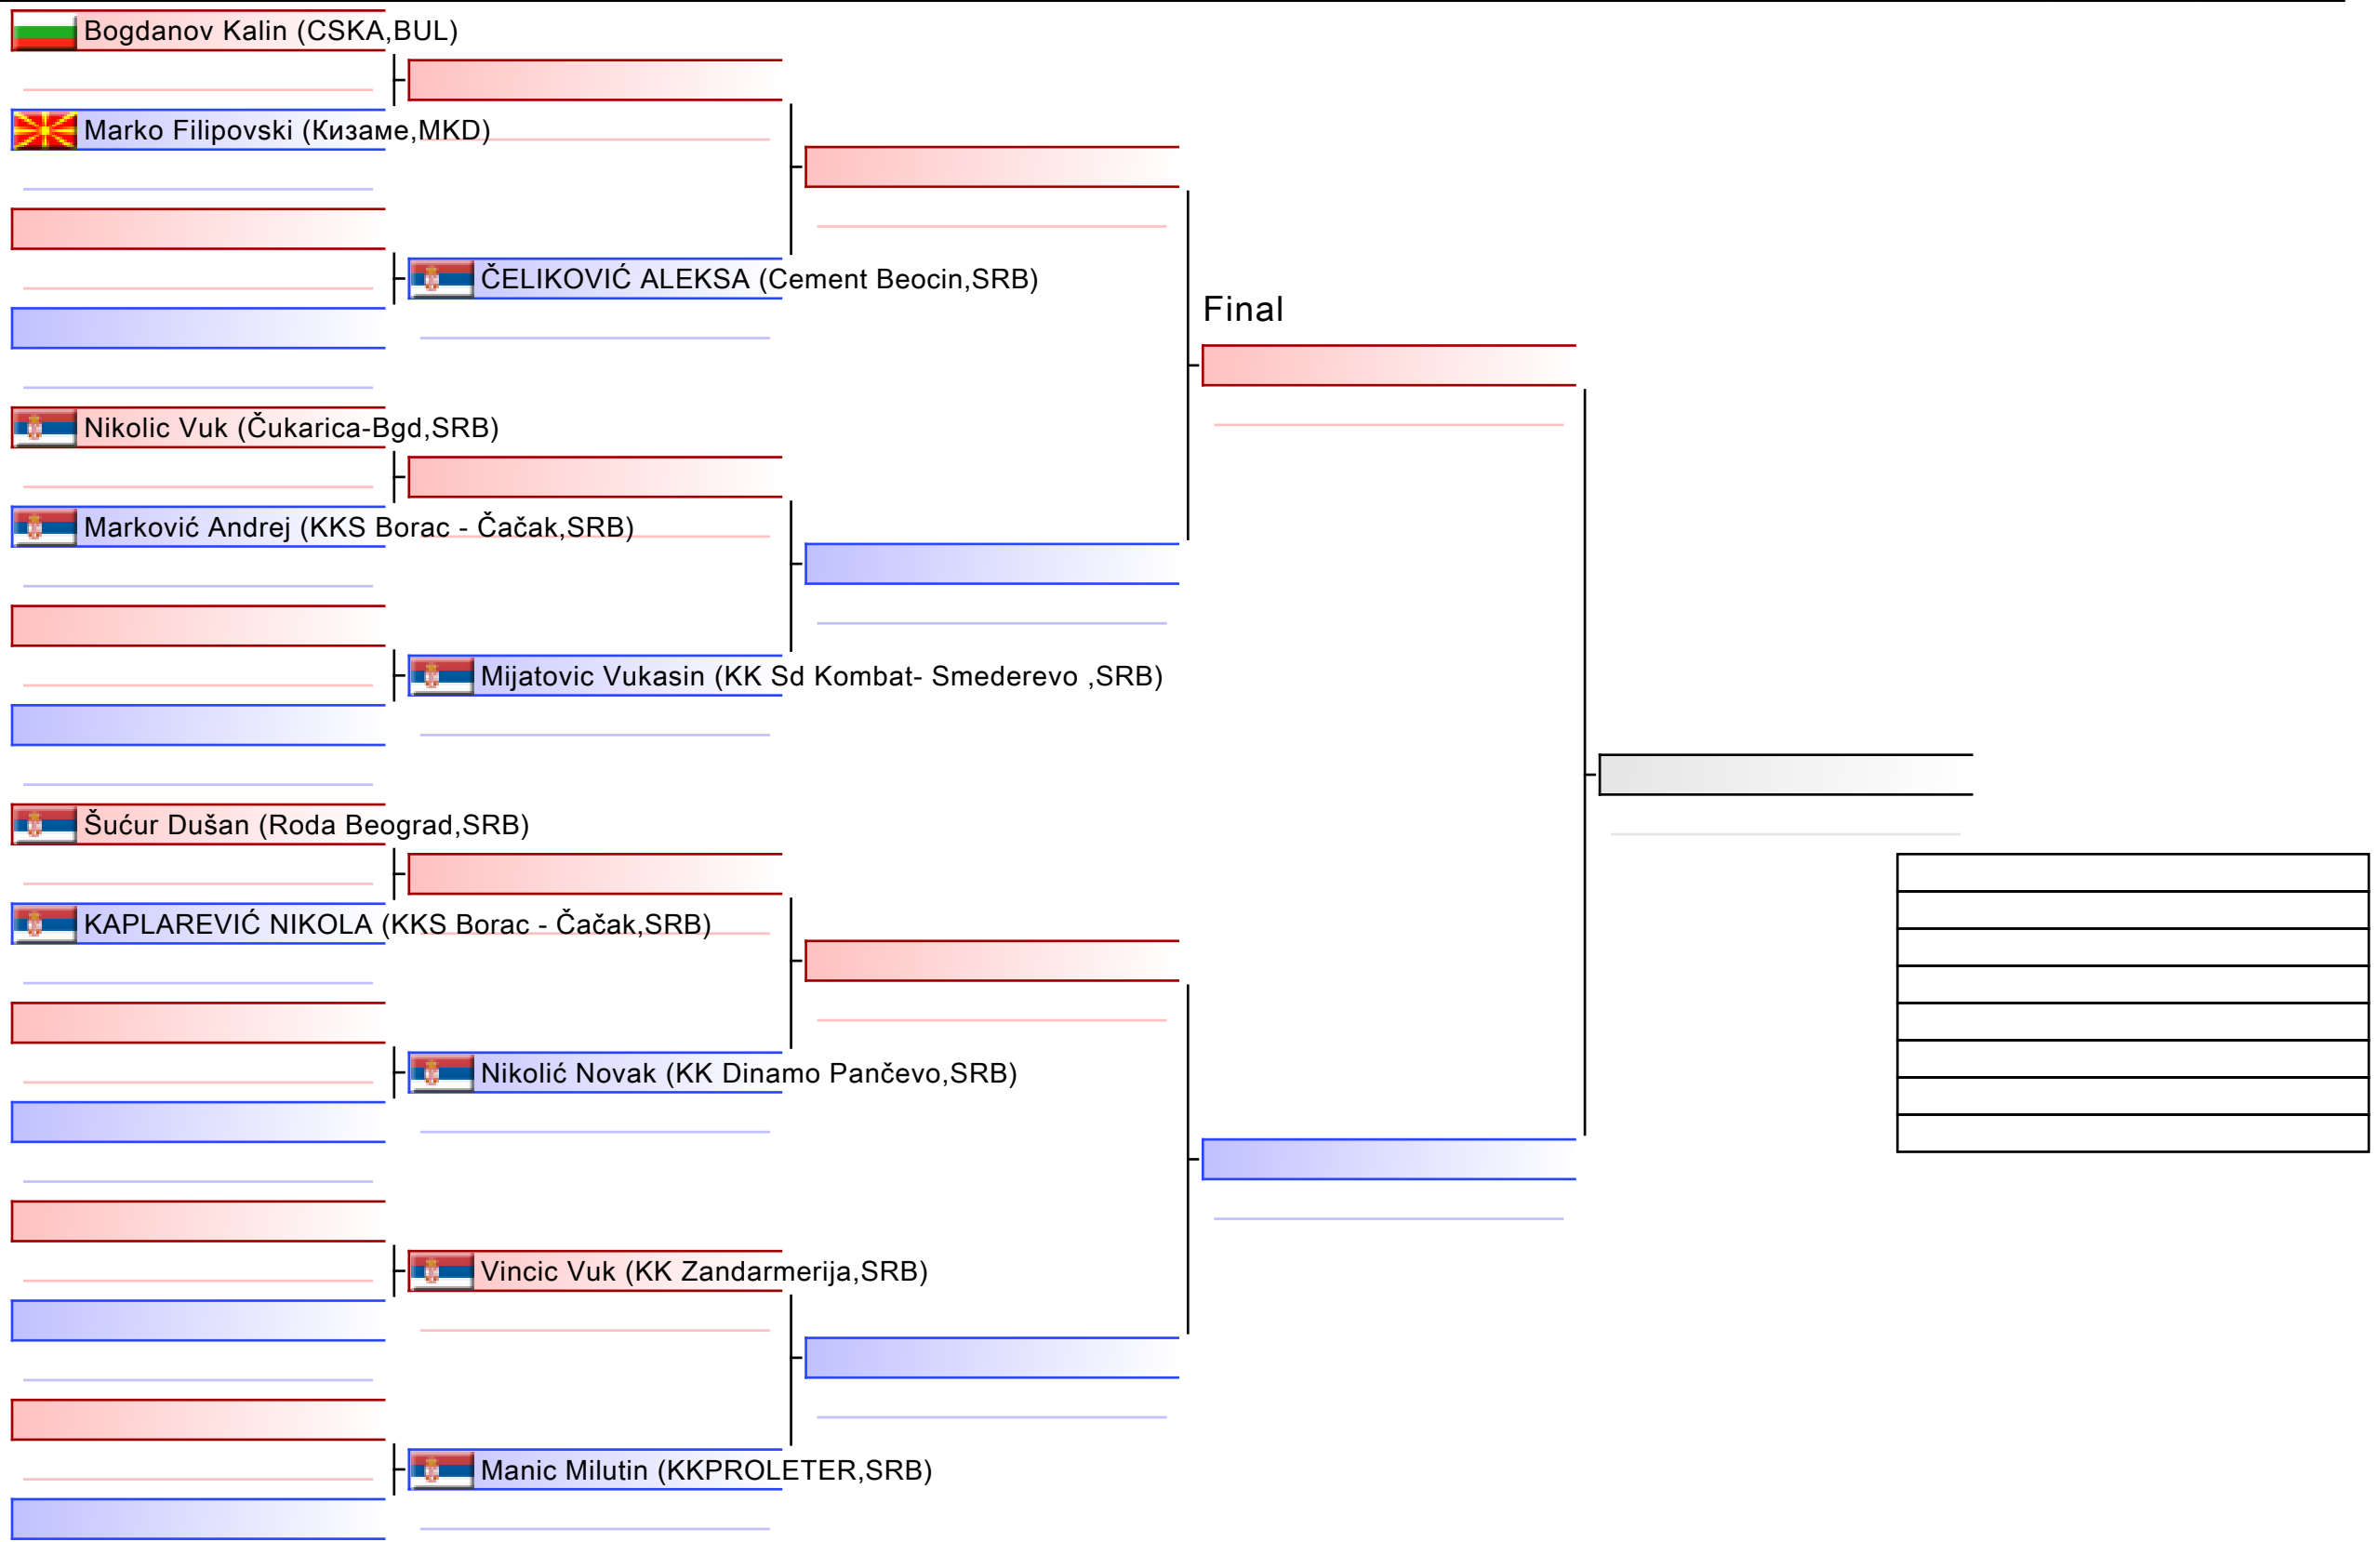 Bogdanov Kalin (CSKA,BUL)
Marko Filipovski (Кизаме,MKD)
ČELIKOVIĆ ALEKSA (Cement Beocin,SRB)
Final
Nikolic Vuk (Čukarica-Bgd,SRB)
Marković Andrej (KKS Borac - Čačak,SRB)
Mijatovic Vukasin (KK Sd Kombat- Smederevo ,SRB)
Šućur Dušan (Roda Beograd,SRB)
KAPLAREVIĆ NIKOLA (KKS Borac - Čačak,SRB)
Nikolić Novak (KK Dinamo Pančevo,SRB)
Vincic Vuk (KK Zandarmerija,SRB)
Manic Milutin (KKPROLETER,SRB)